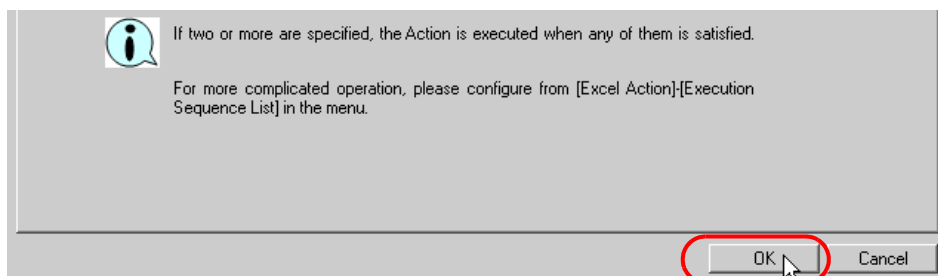 If two or more are specified, the Action is executed when any of them is satisfied.
For more complicated operation, please configure from [Excel Action]-[Execution
Sequence List] in the menu.
OK Cancel